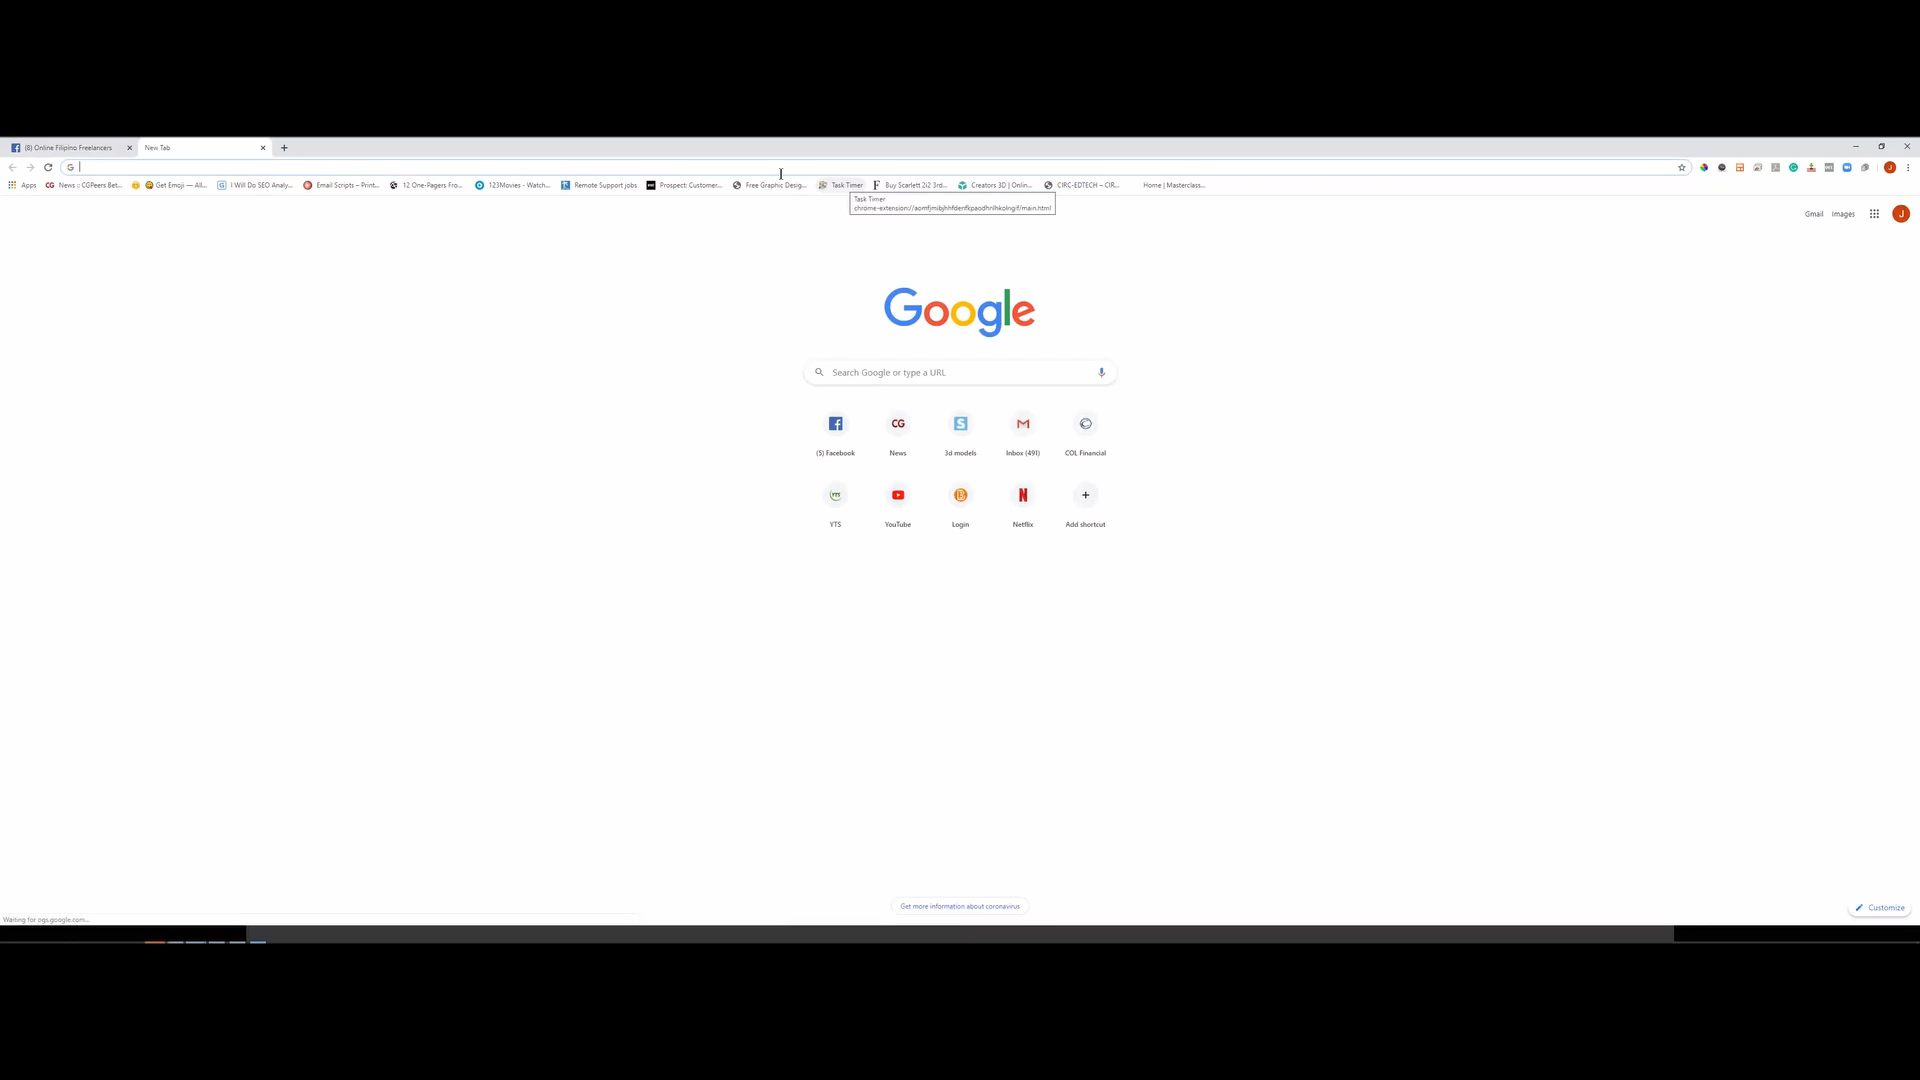 (8) Online Filipino Freelancers
New Tab
Apps
News :: CGPeers Bet...
Get Emoji — All...
I Will Do SEO Analy...
Email Scripts – Print...
12 One-Pagers Fro...
123Movies - Watch...
Remote Support jobs
Prospect: Customer...
Free Graphic Desig...
Task Timer
Buy Scarlett 2i2 3rd...
Creators 3D | Onlin...
CIRC-EDTECH – CIR...
Home | Masterclass...
Task Timer
Gmail
Images
J
Google
Search Google or type a URL
(5) Facebook
CG
News
S
3d models
Inbox (491)
COL Financial
YTS
YTS
YouTube
Login
N
Netflix
Add shortcut
Get more information about coronavirus
Customize
Waiting for ogs.google.com...